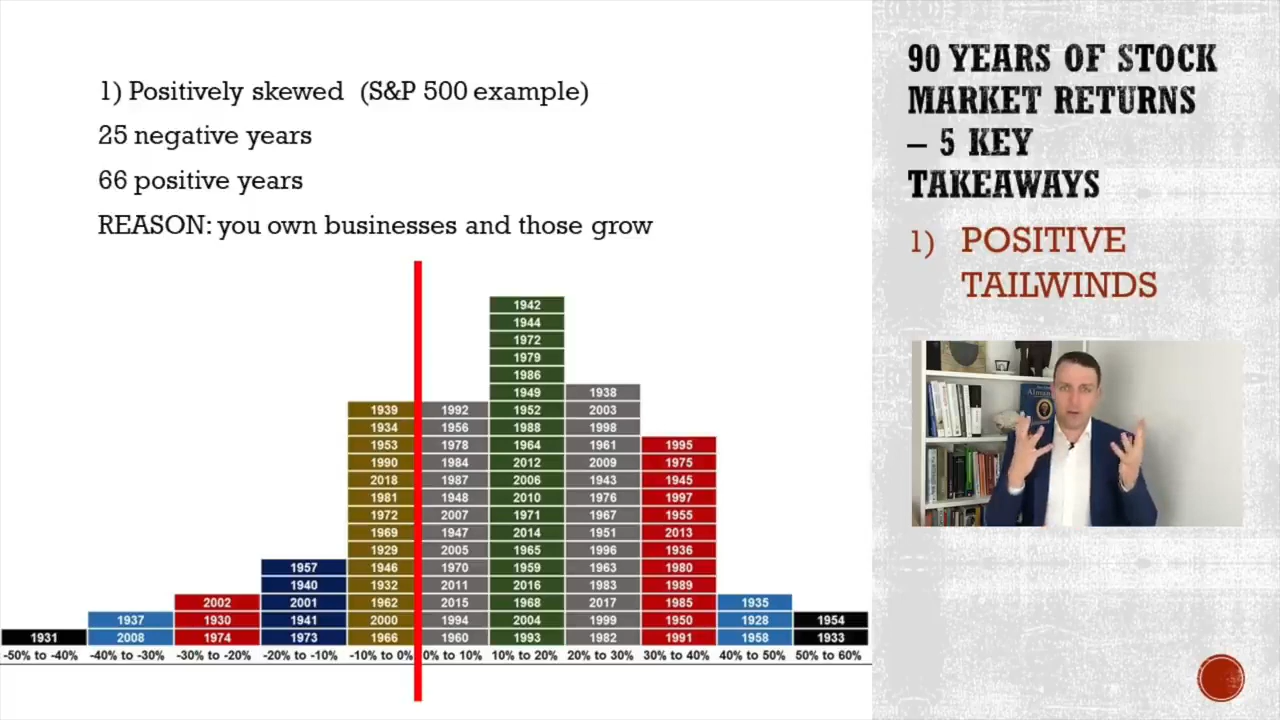 1) Positively skewed (S&P 500 example)
25 negative years
66 positive years
REASON: you own businesses and those grow
90 YEARS OF STOCK
MARKET RETURNS
– 5 KEY
TAKEAWAYS
1) POSITIVE
TAILWINDS
1942
1944
1972
1979
1986
1949 1938
1952 2003
1939 1992 1988 1998
1934 1956 1964 1961 1995
1953 1978 2012 2009 1975
1990 1984 2006 1943 1945
2018 1987 2010 1976 1997
1981 1948 1971 1967 1955
1972 2007 2014 1951 2013
1969 1947 1965 1996 1936
1929 2005 1959 1963 1980
1957 1946 1970 2016 1983 1989
1940 1932 2011 1968 2017 1985
2002 2001 1962 2015 2004 1999 1950 1935
1937 1930 1941 2000 1994 1993 1982 1991 1928 1954
1931 2008 1974 1973 1966 1960 1958 1933
-50% to -40% -40% to -30% -30% to -20% -20% to -10% -10% to 0% 0% to 10% 10% to 20% 20% to 30% 30% to 40% 40% to 50% 50% to 60%
Almanack